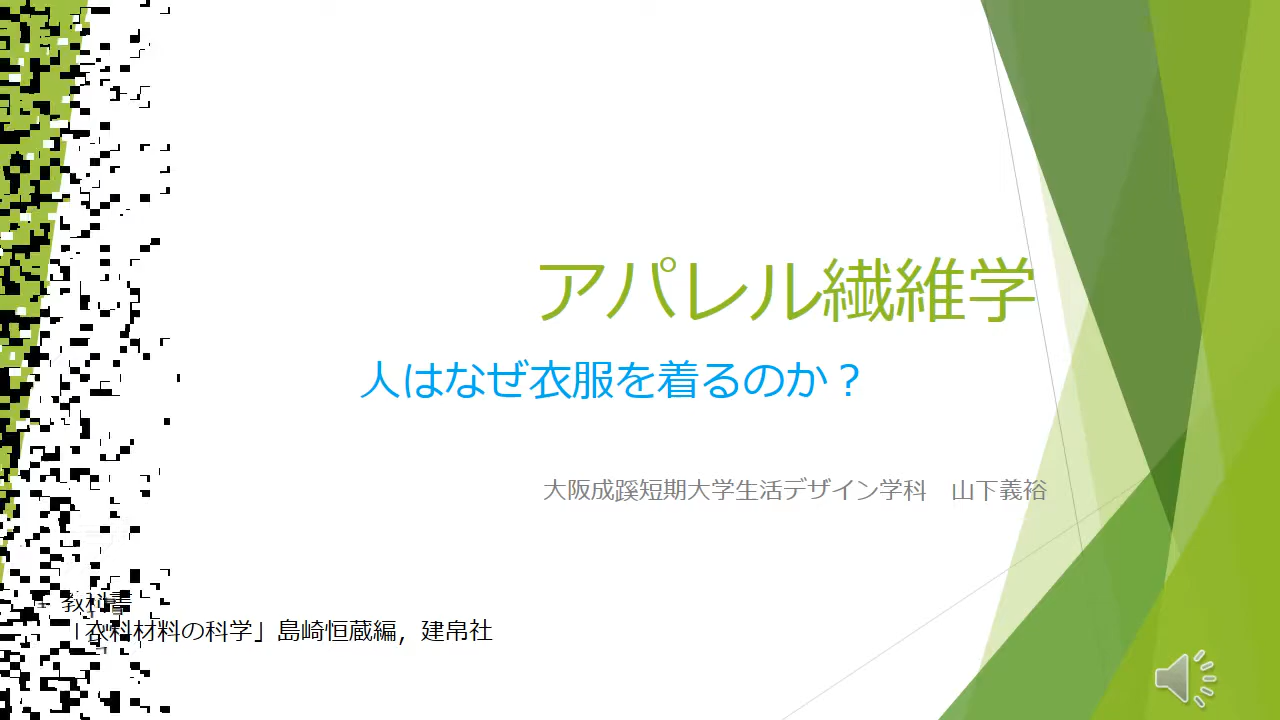 アパレル繊維学
人はなぜ衣服を着るのか？
大阪成蹊短期大学生活デザイン学科　山下義裕
教科書
「衣料材料の科学」島崎恒蔵編，建帛社